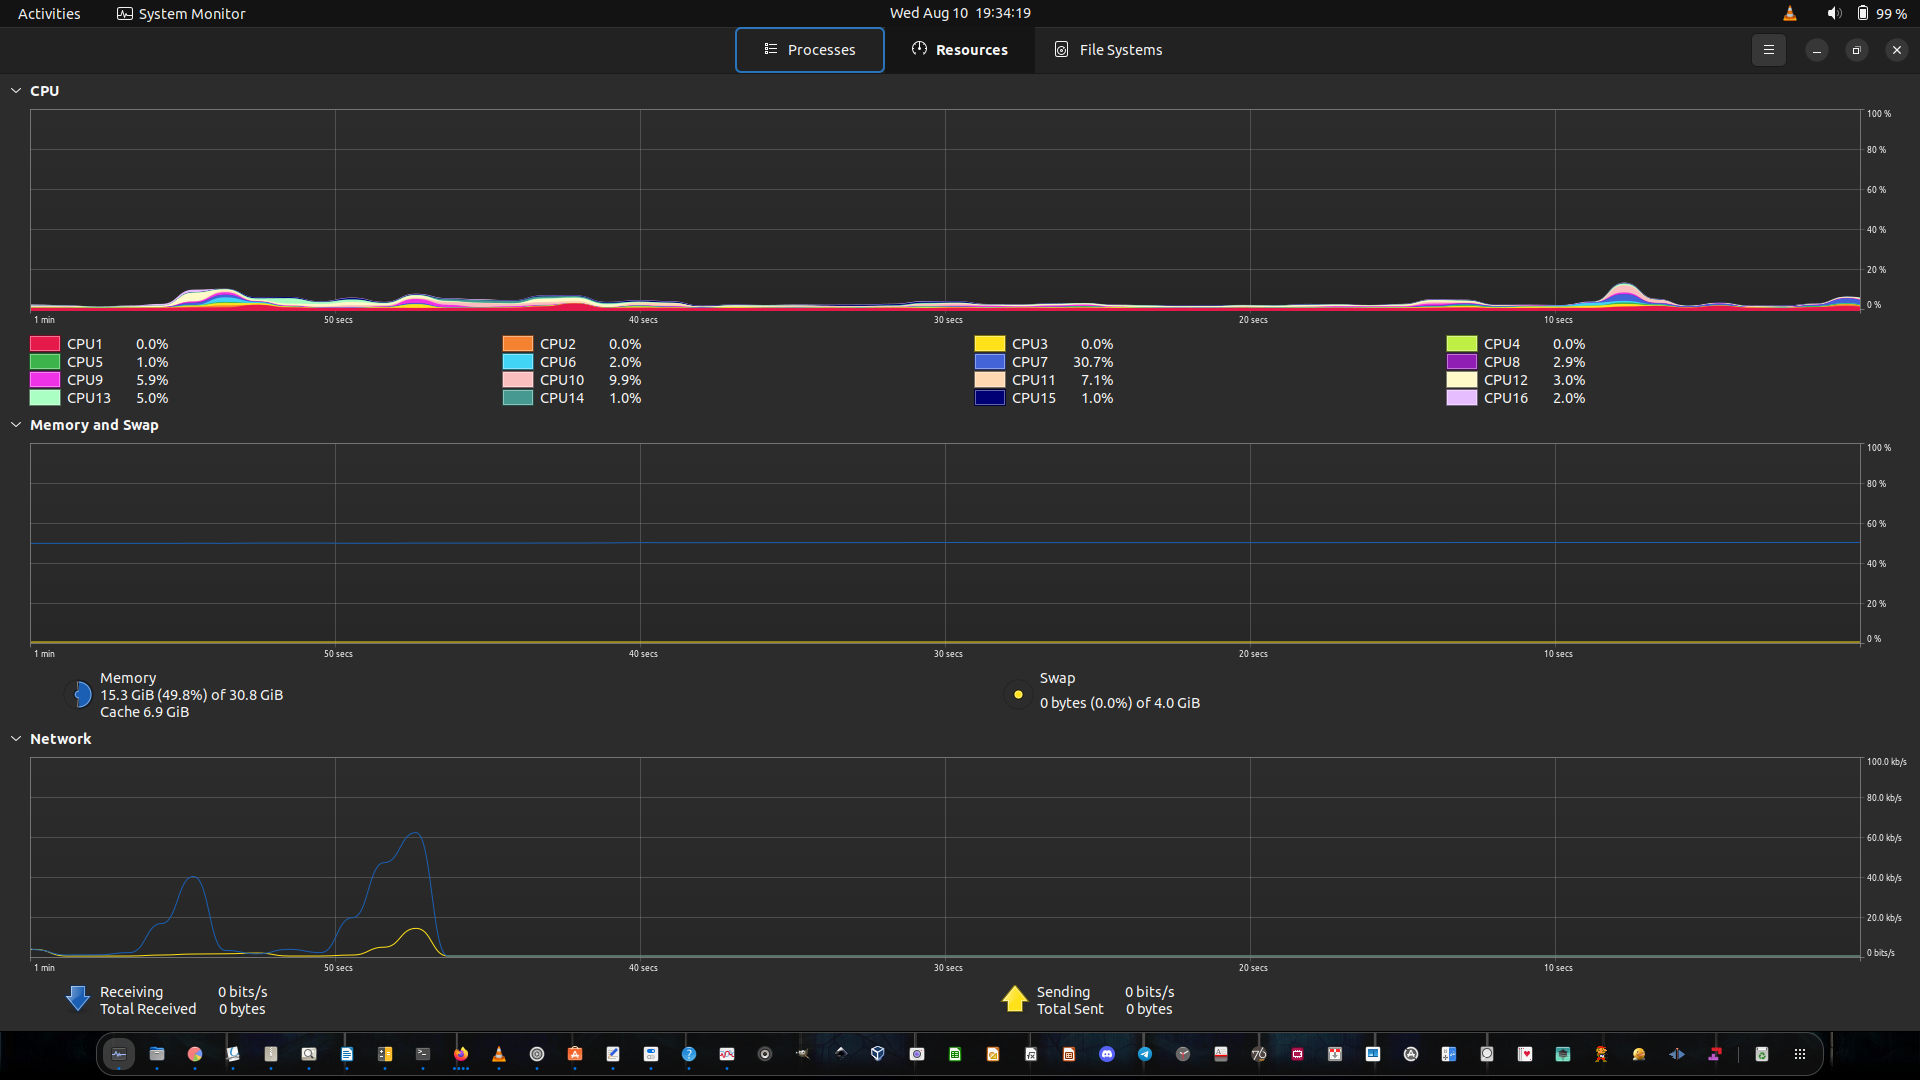 Activities System Monitor Wed Aug 10 19:34:19 99 %
Processes Resources File Systems
CPU
100 %
80 %
60 %
40 %
20 %
0 %
1 min 50 secs 40 secs 30 secs 20 secs 10 secs
CPU1 0.0% CPU2 0.0% CPU3 0.0% CPU4 0.0%
CPU5 1.0% CPU6 2.0% CPU7 30.7% CPU8 2.9%
CPU9 5.9% CPU10 9.9% CPU11 7.1% CPU12 3.0%
CPU13 5.0% CPU14 1.0% CPU15 1.0% CPU16 2.0%
Memory and Swap
100 %
80 %
60 %
40 %
20 %
0 %
1 min 50 secs 40 secs 30 secs 20 secs 10 secs
Memory
15.3 GiB (49.8%) of 30.8 GiB
Cache 6.9 GiB
Swap
0 bytes (0.0%) of 4.0 GiB
Network
100.0 kb/s
80.0 kb/s
60.0 kb/s
40.0 kb/s
20.0 kb/s
0 bits/s
1 min 50 secs 40 secs 30 secs 20 secs 10 secs
Receiving 0 bits/s
Total Received 0 bytes
Sending 0 bits/s
Total Sent 0 bytes
76